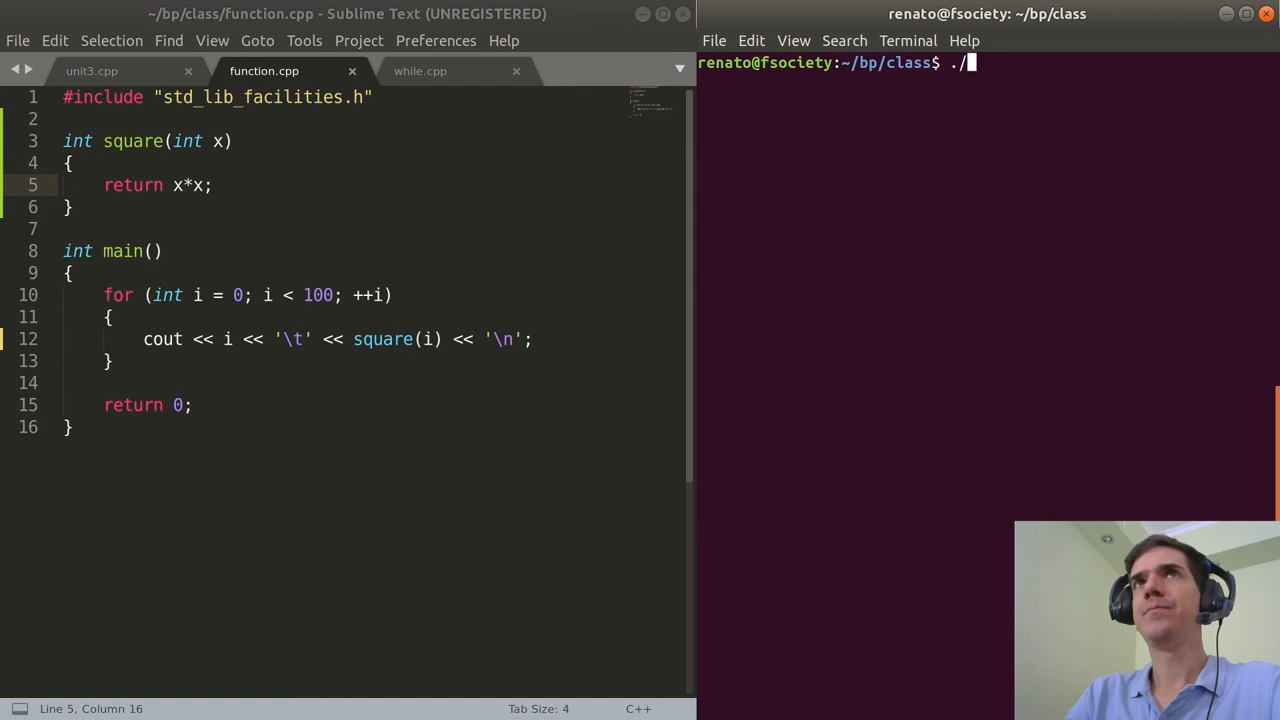 ~/bp/class/function.cpp - Sublime Text (UNREGISTERED)
File Edit Selection Find View Goto Tools Project Preferences Help
unit3.cpp function.cpp while.cpp
1 #include "std_lib_facilities.h"
2
3 int square(int x)
4 {
5 return x*x;
6 }
7
8 int main()
9 {
10 for (int i = 0; i < 100; ++i)
11 {
12 cout << i << '\t' << square(i) << '\n';
13 }
14
15 return 0;
16 }
Line 5, Column 16 Tab Size: 4 C++
renato@fsociety: ~/bp/class
File Edit View Search Terminal Help
renato@fsociety:~/bp/class$ ./